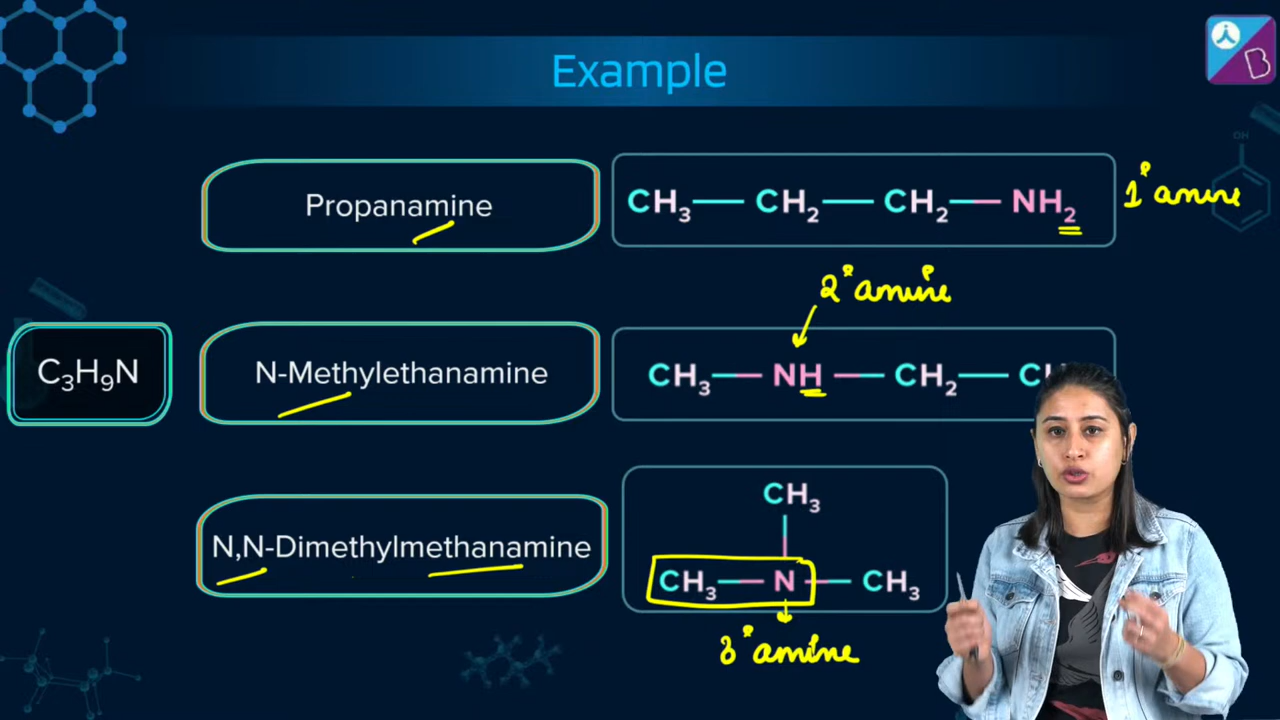 Example
Propanamine
CH₃—CH₂—CH₂—NH₂
1° amine
2° amine
C₃H₉N
N-Methylethanamine
CH₃—NH—CH₂—
N,N-Dimethylmethanamine
CH₃
CH₃—N—CH₃
3° amine
OH
B